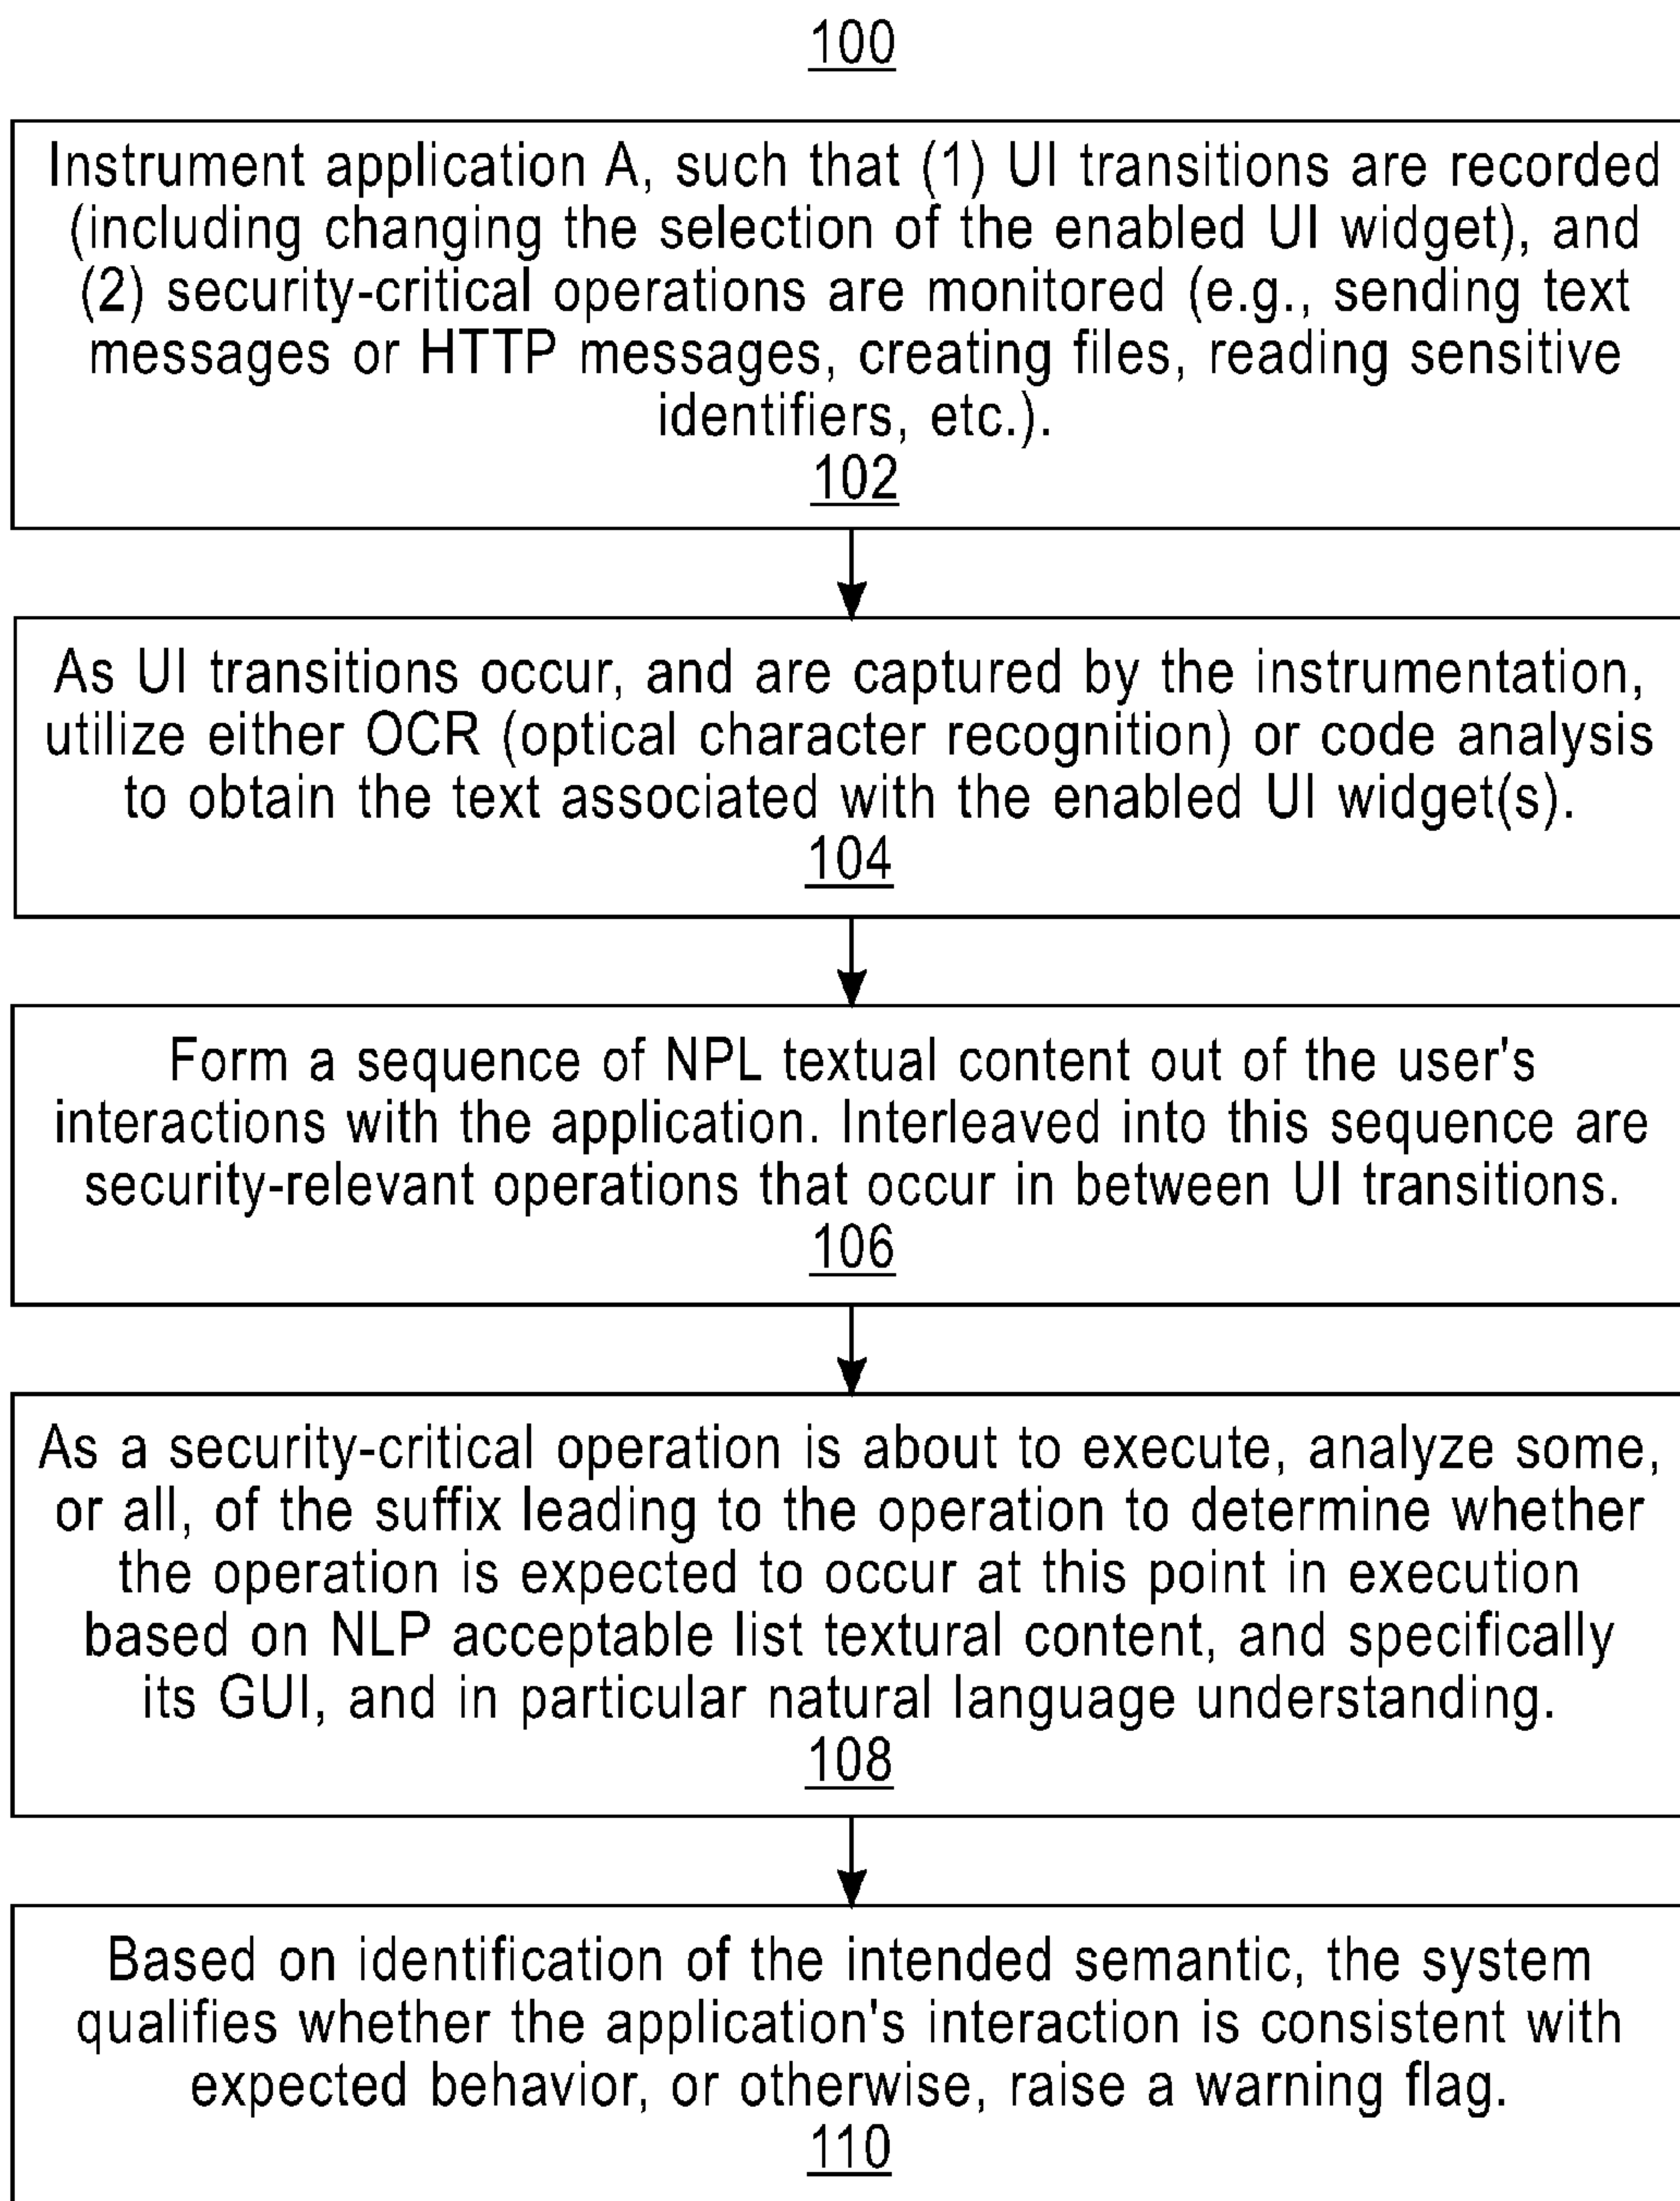 100
Instrument application A, such that (1) UI transitions are recorded
(including changing the selection of the enabled UI widget), and
(2) security-critical operations are monitored (e.g., sending text
messages or HTTP messages, creating files, reading sensitive
identifiers, etc.).
102
As UI transitions occur, and are captured by the instrumentation,
utilize either OCR (optical character recognition) or code analysis
to obtain the text associated with the enabled UI widget(s).
104
Form a sequence of NPL textual content out of the user's
interactions with the application. Interleaved into this sequence are
security-relevant operations that occur in between UI transitions.
106
As a security-critical operation is about to execute, analyze some,
or all, of the suffix leading to the operation to determine whether
the operation is expected to occur at this point in execution
based on NLP acceptable list textural content, and specifically
its GUI, and in particular natural language understanding.
108
Based on identification of the intended semantic, the system
qualifies whether the application's interaction is consistent with
expected behavior, or otherwise, raise a warning flag.
110